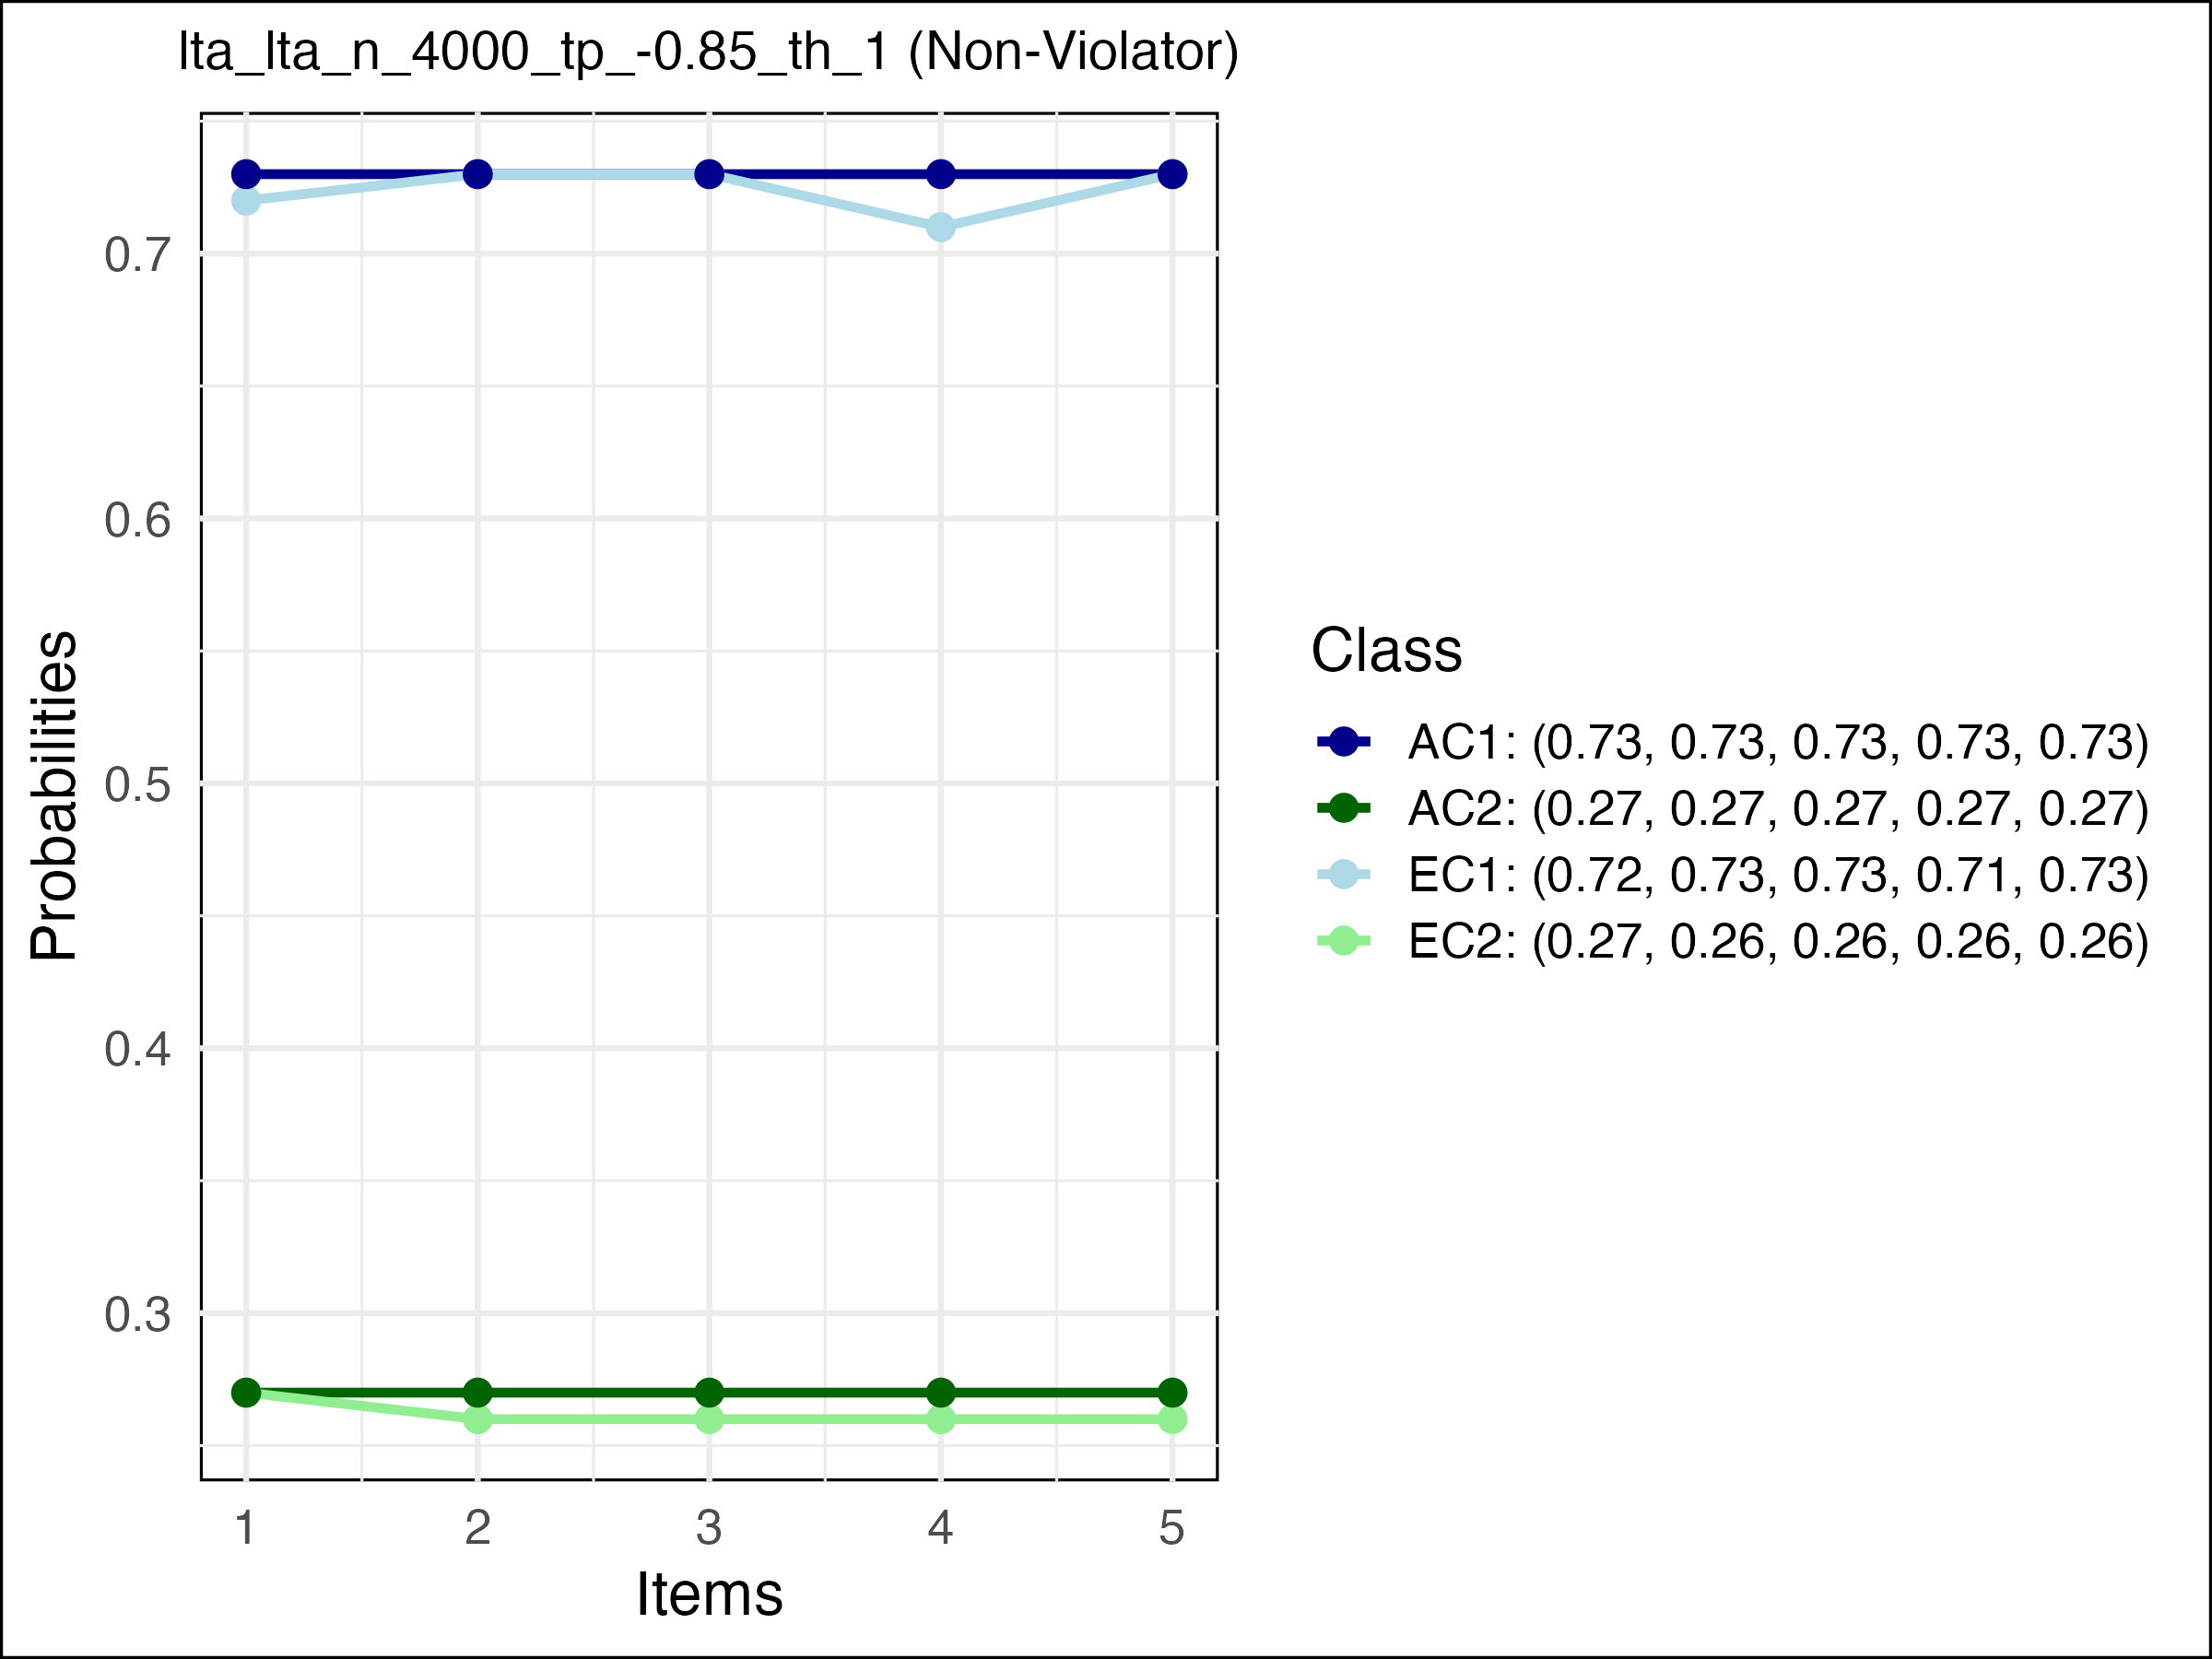 lta_lta_n_4000_tp_-0.85_th_1 (Non-Violator)
Probabilities
0.7
0.6
0.5
0.4
0.3
1 2 3 4 5
Items
Class
AC1: (0.73, 0.73, 0.73, 0.73, 0.73)
AC2: (0.27, 0.27, 0.27, 0.27, 0.27)
EC1: (0.72, 0.73, 0.73, 0.71, 0.73)
EC2: (0.27, 0.26, 0.26, 0.26, 0.26)